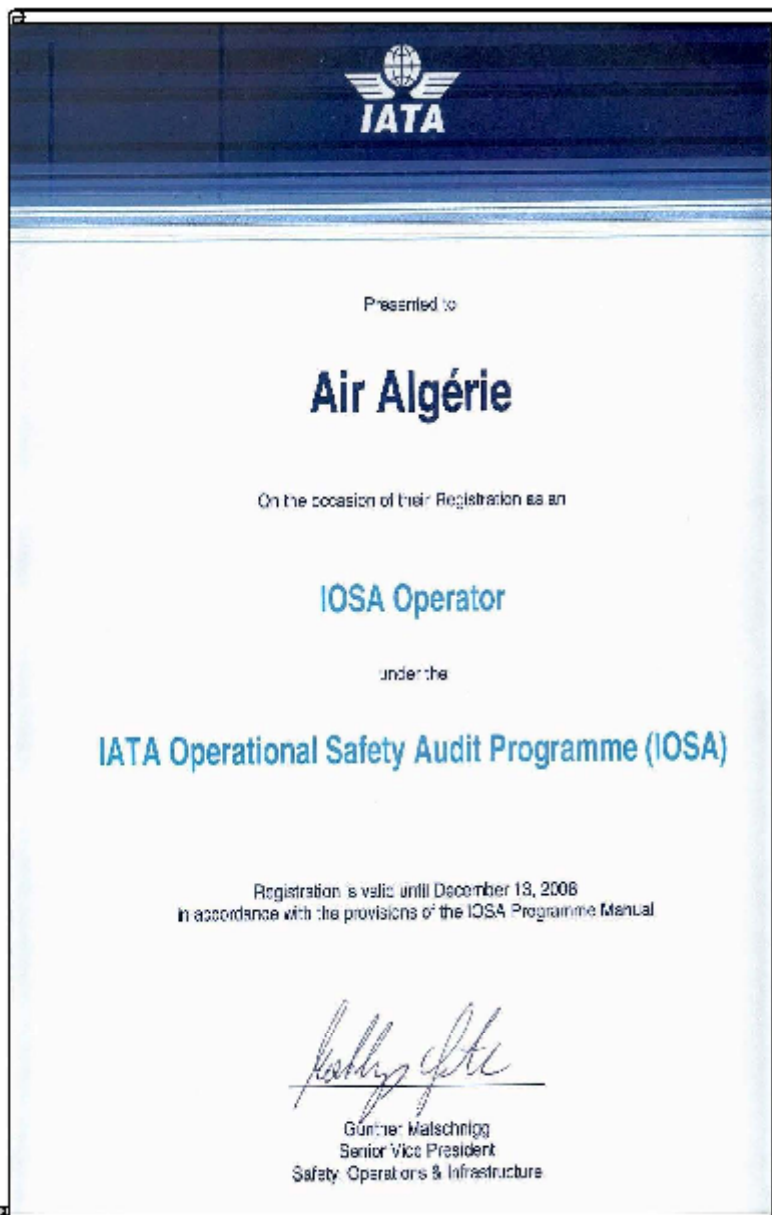 IATA
Presented to
Air Algérie
On the occasion of their Registration as an
IOSA Operator
under the
IATA Operational Safety Audit Programme (IOSA)
Registration is valid until December 13, 2008
in accordance with the provisions of the IOSA Programme Manual
Günther Matschnigg
Senior Vice President
Safety, Operations & Infrastructure